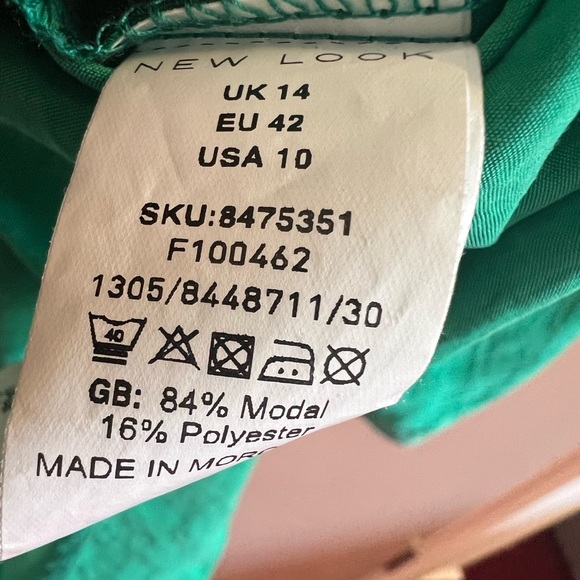 NEW LOOK
UK 14
EU 42
USA 10
SKU:8475351
F100462
1305/8448711/30
40
GB: 84% Modal
16% Polyester
MADE IN